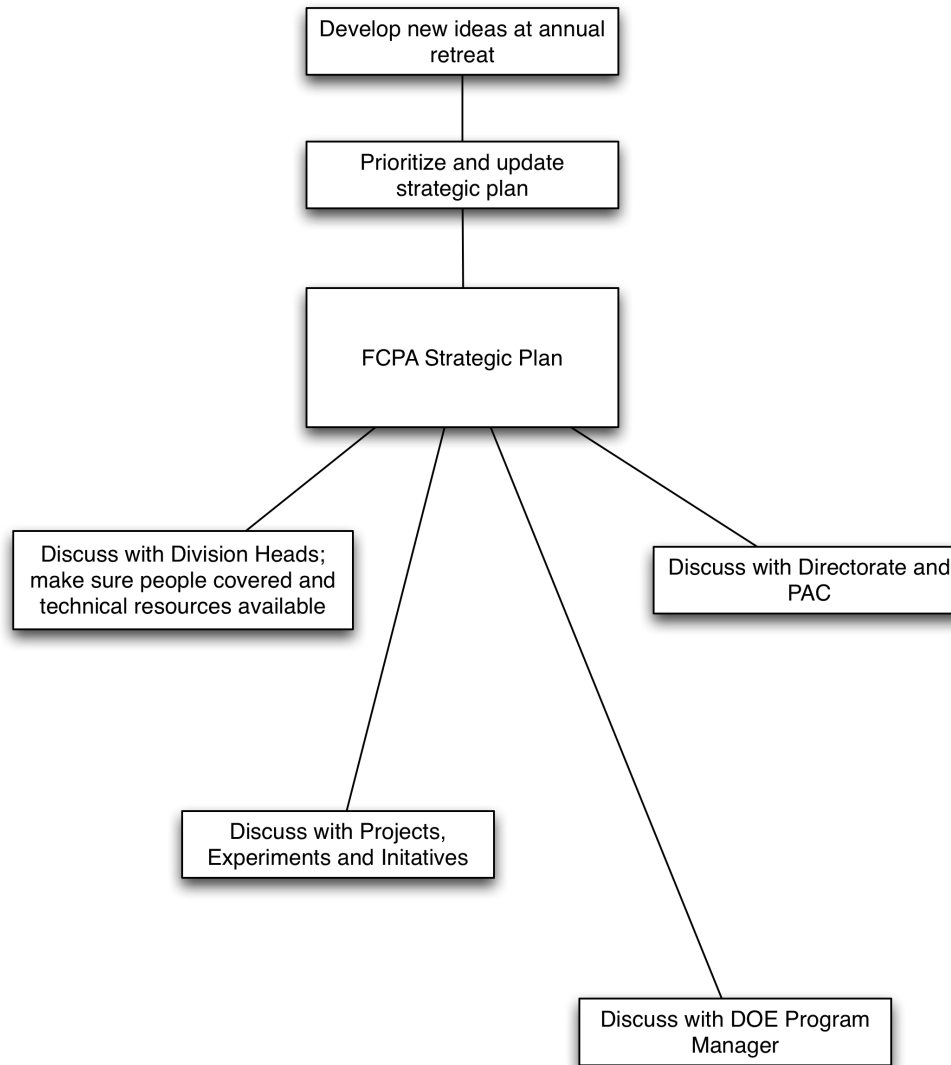 Develop new ideas at annual
retreat
Prioritize and update
strategic plan
FCPA Strategic Plan
Discuss with Division Heads;
make sure people covered and
technical resources available
Discuss with Directorate and
PAC
Discuss with Projects,
Experiments and Initatives
Discuss with DOE Program
Manager